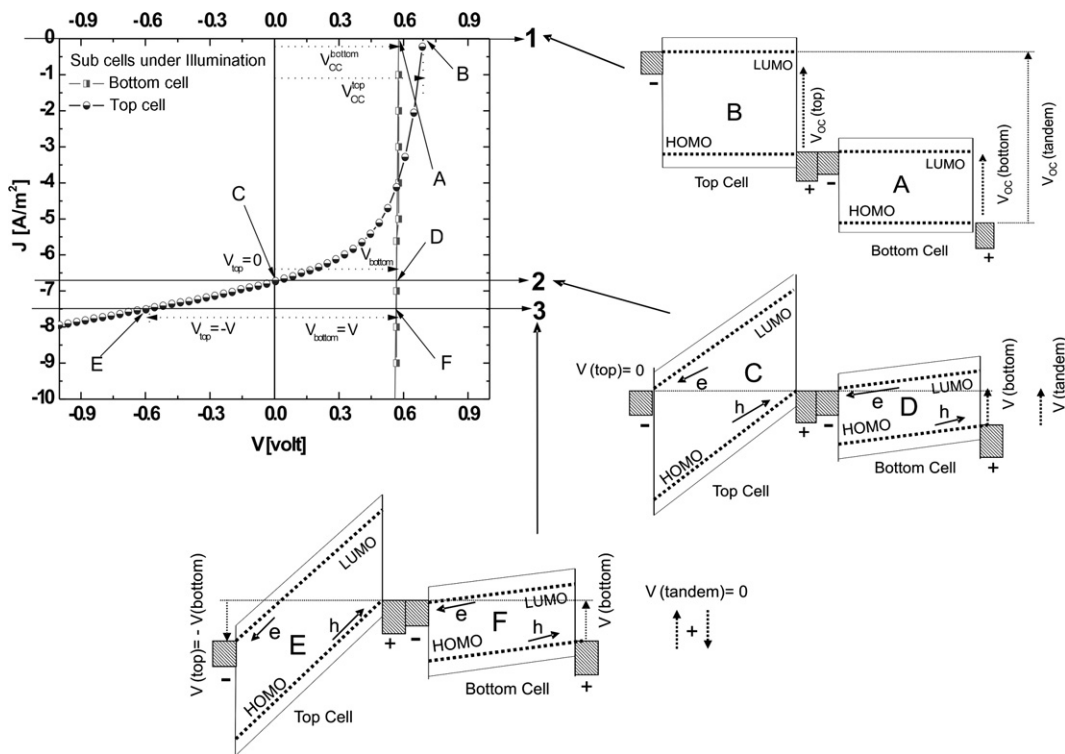 -0.9 -0.6 -0.3 0.0 0.3 0.6 0.9
0
-1
-2
-3
-4
-5
-6
-7
-8
-9
-10
J [A/m²]
Sub cells under Illumination
Bottom cell
Top cell
V_OC^bottom
V_OC^top
B
A
C
D
V_top=0
V_bottom
V_top=-V
V_bottom=V
E
F
-0.9 -0.6 -0.3 0.0 0.3 0.6 0.9
V [volt]
1
2
3
LUMO
-
B
HOMO
Top Cell
V_OC (top)
+
-
LUMO
A
HOMO
Bottom Cell
V_OC (bottom)
+
V_OC (tandem)
V (top)= 0
LUMO
e
C
h
HOMO
-
Top Cell
+
-
LUMO
e
D
h
HOMO
Bottom Cell
+
V (bottom)
V (tandem)
V (top)= - V(bottom)
LUMO
e
E
h
HOMO
-
Top Cell
+
-
LUMO
e
F
h
HOMO
Bottom Cell
+
V (bottom)
V (tandem)= 0
+